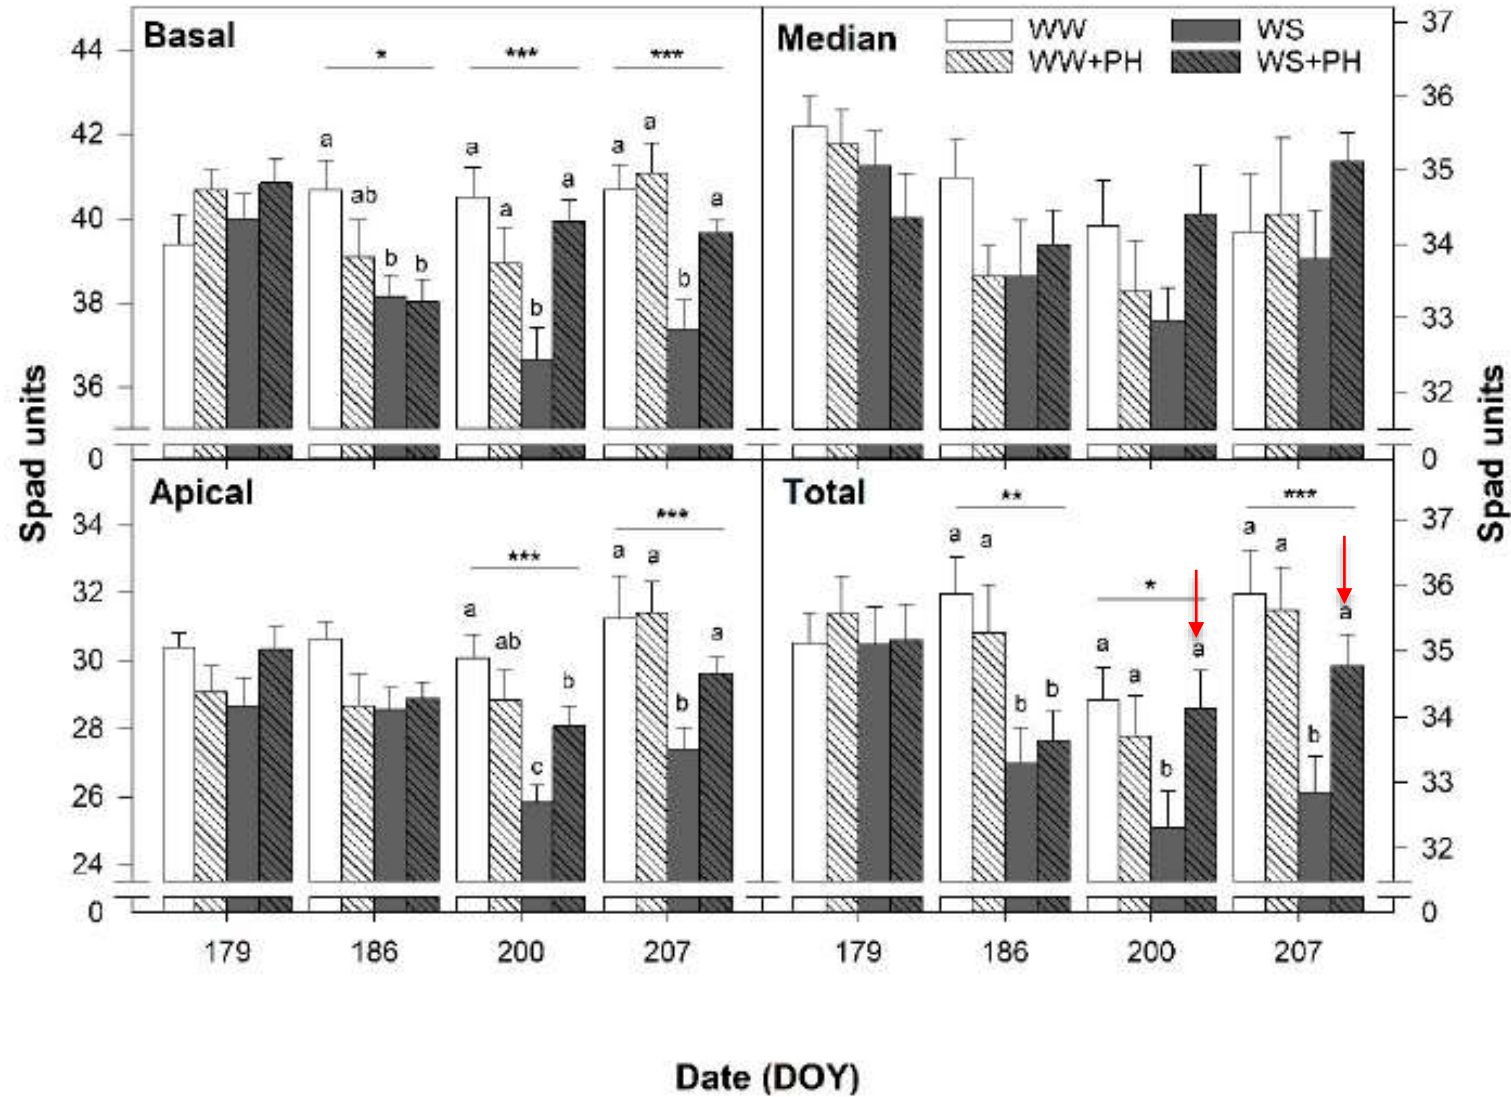 Basal
Median
WW
WS
WW+PH
WS+PH
44
42
40
38
36
0
37
36
35
34
33
32
0
*
***
***
a
ab
b
b
a
a
b
a
a
a
b
a
Spad units
Spad units
Apical
Total
34
32
30
28
26
24
0
37
36
35
34
33
32
0
***
***
a
ab
c
b
a
a
b
a
**
*
***
a
a
b
b
a
a
b
a
a
a
b
a
179
186
200
207
179
186
200
207
Date (DOY)